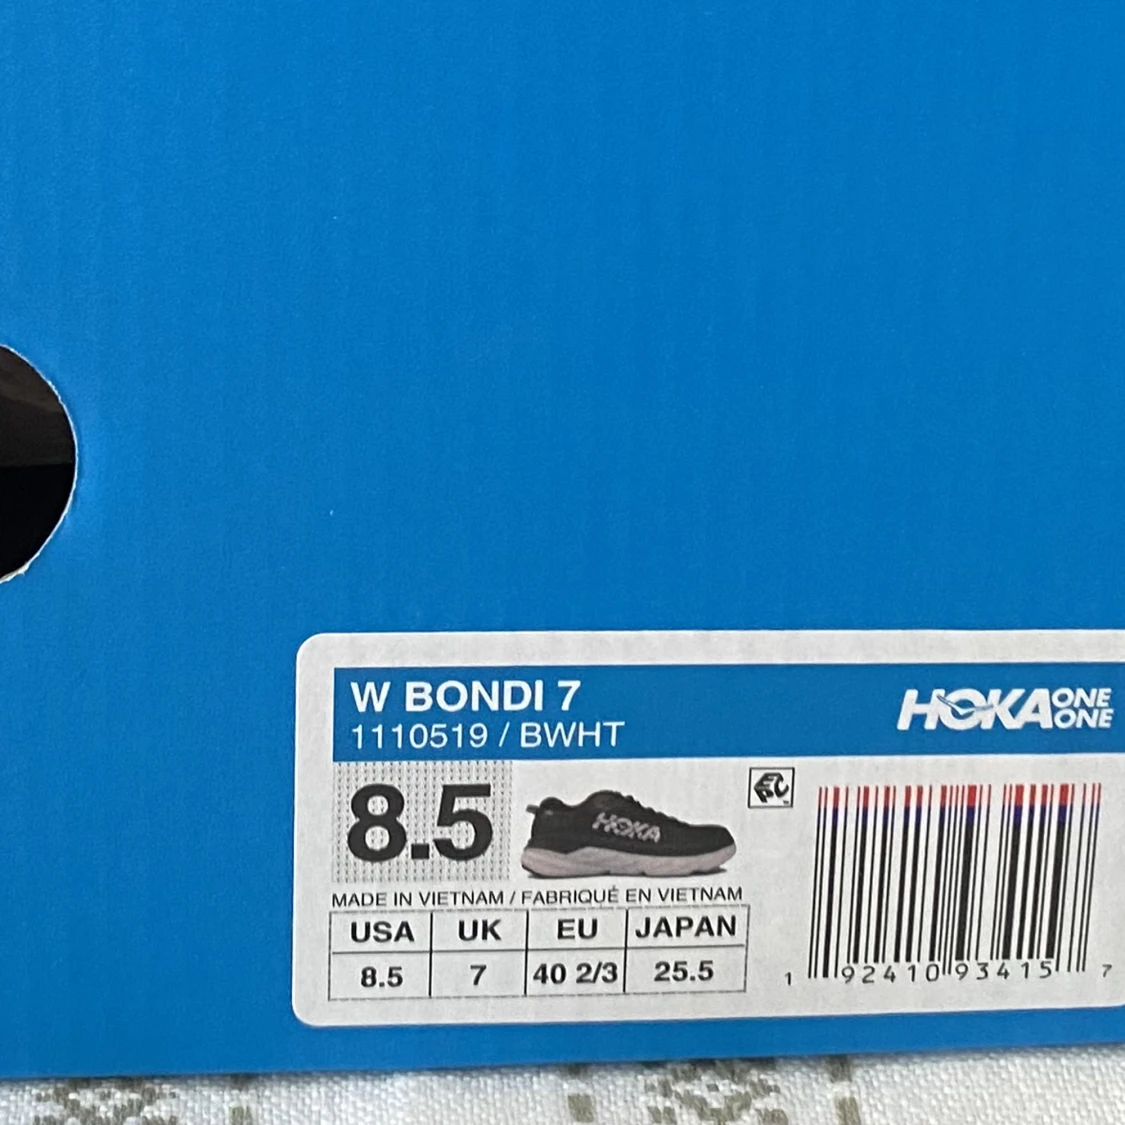 W BONDI 7
1110519 / BWHT
HOKA ONE ONE
8.5
HOKA
MADE IN VIETNAM / FABRIQUÉ EN VIETNAM
USA UK EU JAPAN
8.5 7 40 2/3 25.5
1 92410 93415 7